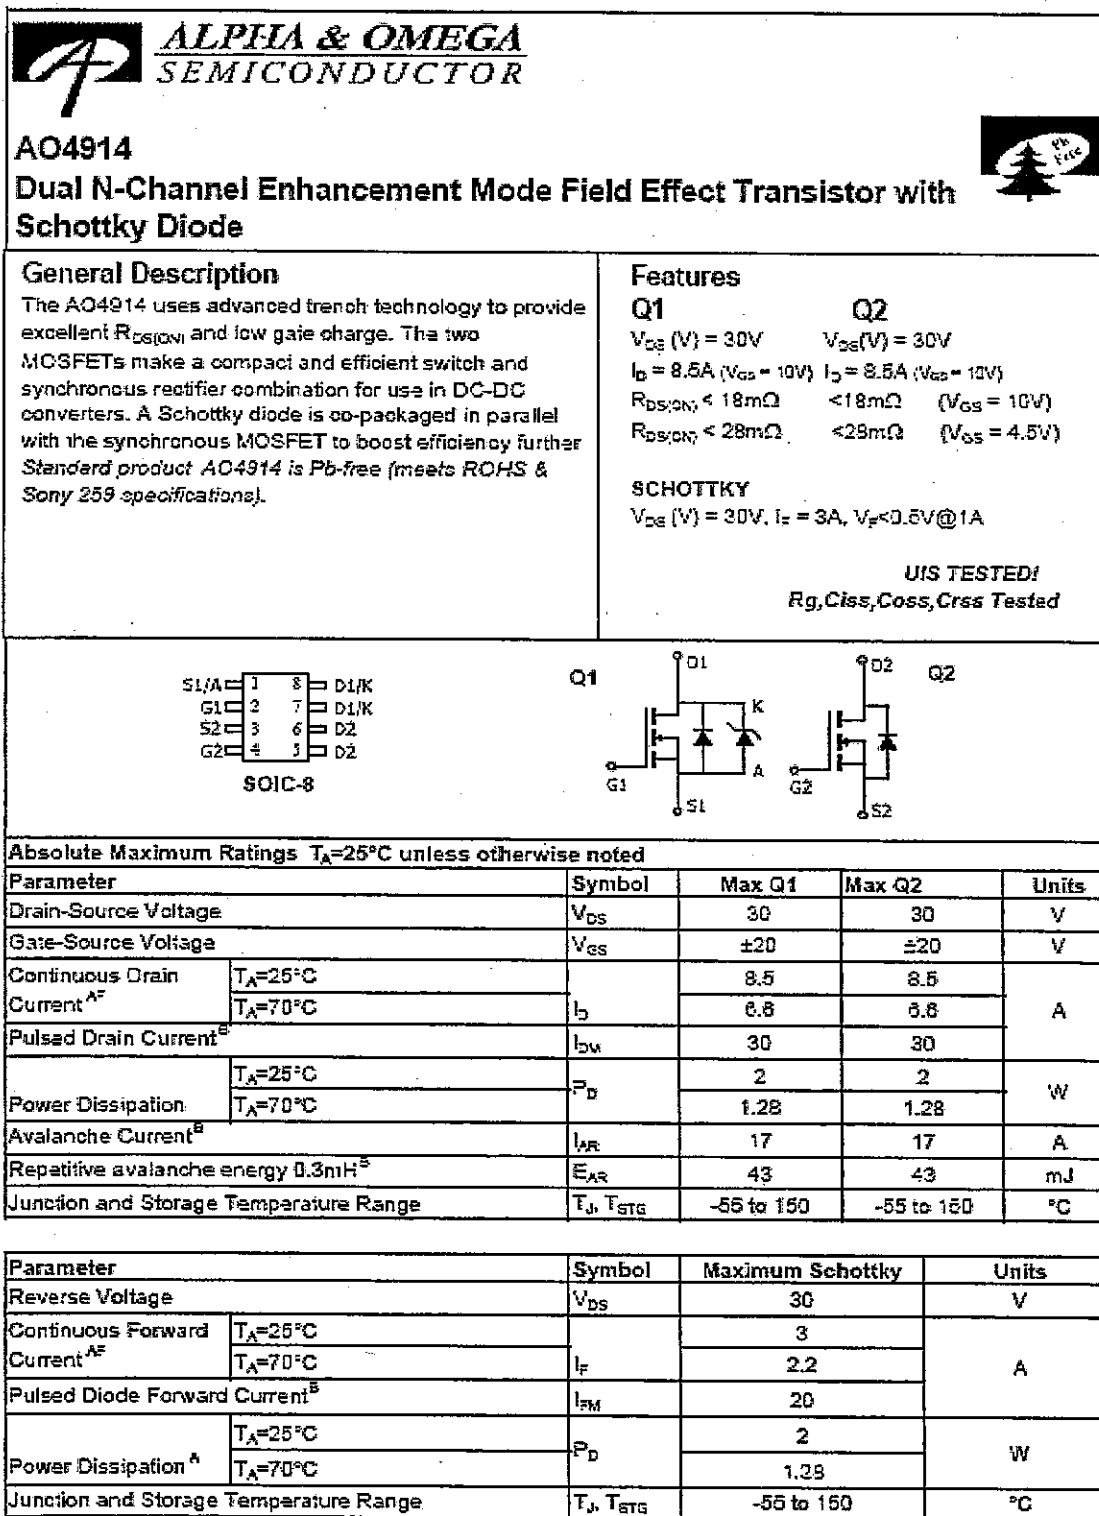 ALPHA & OMEGA
SEMICONDUCTOR
Pb
Free
AO4914
Dual N-Channel Enhancement Mode Field Effect Transistor with
Schottky Diode
General Description
The AO4914 uses advanced trench technology to provide
excellent RDS(ON) and low gate charge. The two
MOSFETs make a compact and efficient switch and
synchronous rectifier combination for use in DC-DC
converters. A Schottky diode is co-packaged in parallel
with the synchronous MOSFET to boost efficiency further
Standard product AO4914 is Pb-free (meets ROHS &
Sony 259 specifications).
Features
Q1 Q2
VDS (V) = 30V VDS(V) = 30V
ID = 8.5A (VGS = 10V) ID = 8.5A (VGS = 10V)
RDS(ON) < 18mΩ <18mΩ (VGS = 10V)
RDS(ON) < 28mΩ <28mΩ (VGS = 4.5V)
SCHOTTKY
VDS (V) = 30V, IF = 3A, VF<0.5V@1A
UIS TESTED!
Rg,Ciss,Coss,Crss Tested
S1/A 1 8 D1/K
G1 2 7 D1/K
S2 3 6 D2
G2 4 5 D2
SOIC-8
Q1 D1 K A G1 S1
D2 Q2 G2 S2
Absolute Maximum Ratings TA=25°C unless otherwise noted
Parameter Symbol Max Q1 Max Q2 Units
Drain-Source Voltage VDS 30 30 V
Gate-Source Voltage VGS ±20 ±20 V
Continuous Drain Current AF TA=25°C 8.5 8.5
TA=70°C ID 6.6 6.6 A
Pulsed Drain Current B IDM 30 30
Power Dissipation TA=25°C PD 2 2 W
TA=70°C 1.28 1.28
Avalanche Current B IAR 17 17 A
Repetitive avalanche energy 0.3mH B EAR 43 43 mJ
Junction and Storage Temperature Range TJ, TSTG -55 to 150 -55 to 150 °C
Parameter Symbol Maximum Schottky Units
Reverse Voltage VDS 30 V
Continuous Forward Current AF TA=25°C 3
TA=70°C IF 2.2 A
Pulsed Diode Forward Current B IFM 20
Power Dissipation A TA=25°C PD 2 W
TA=70°C 1.28
Junction and Storage Temperature Range TJ, TSTG -55 to 150 °C